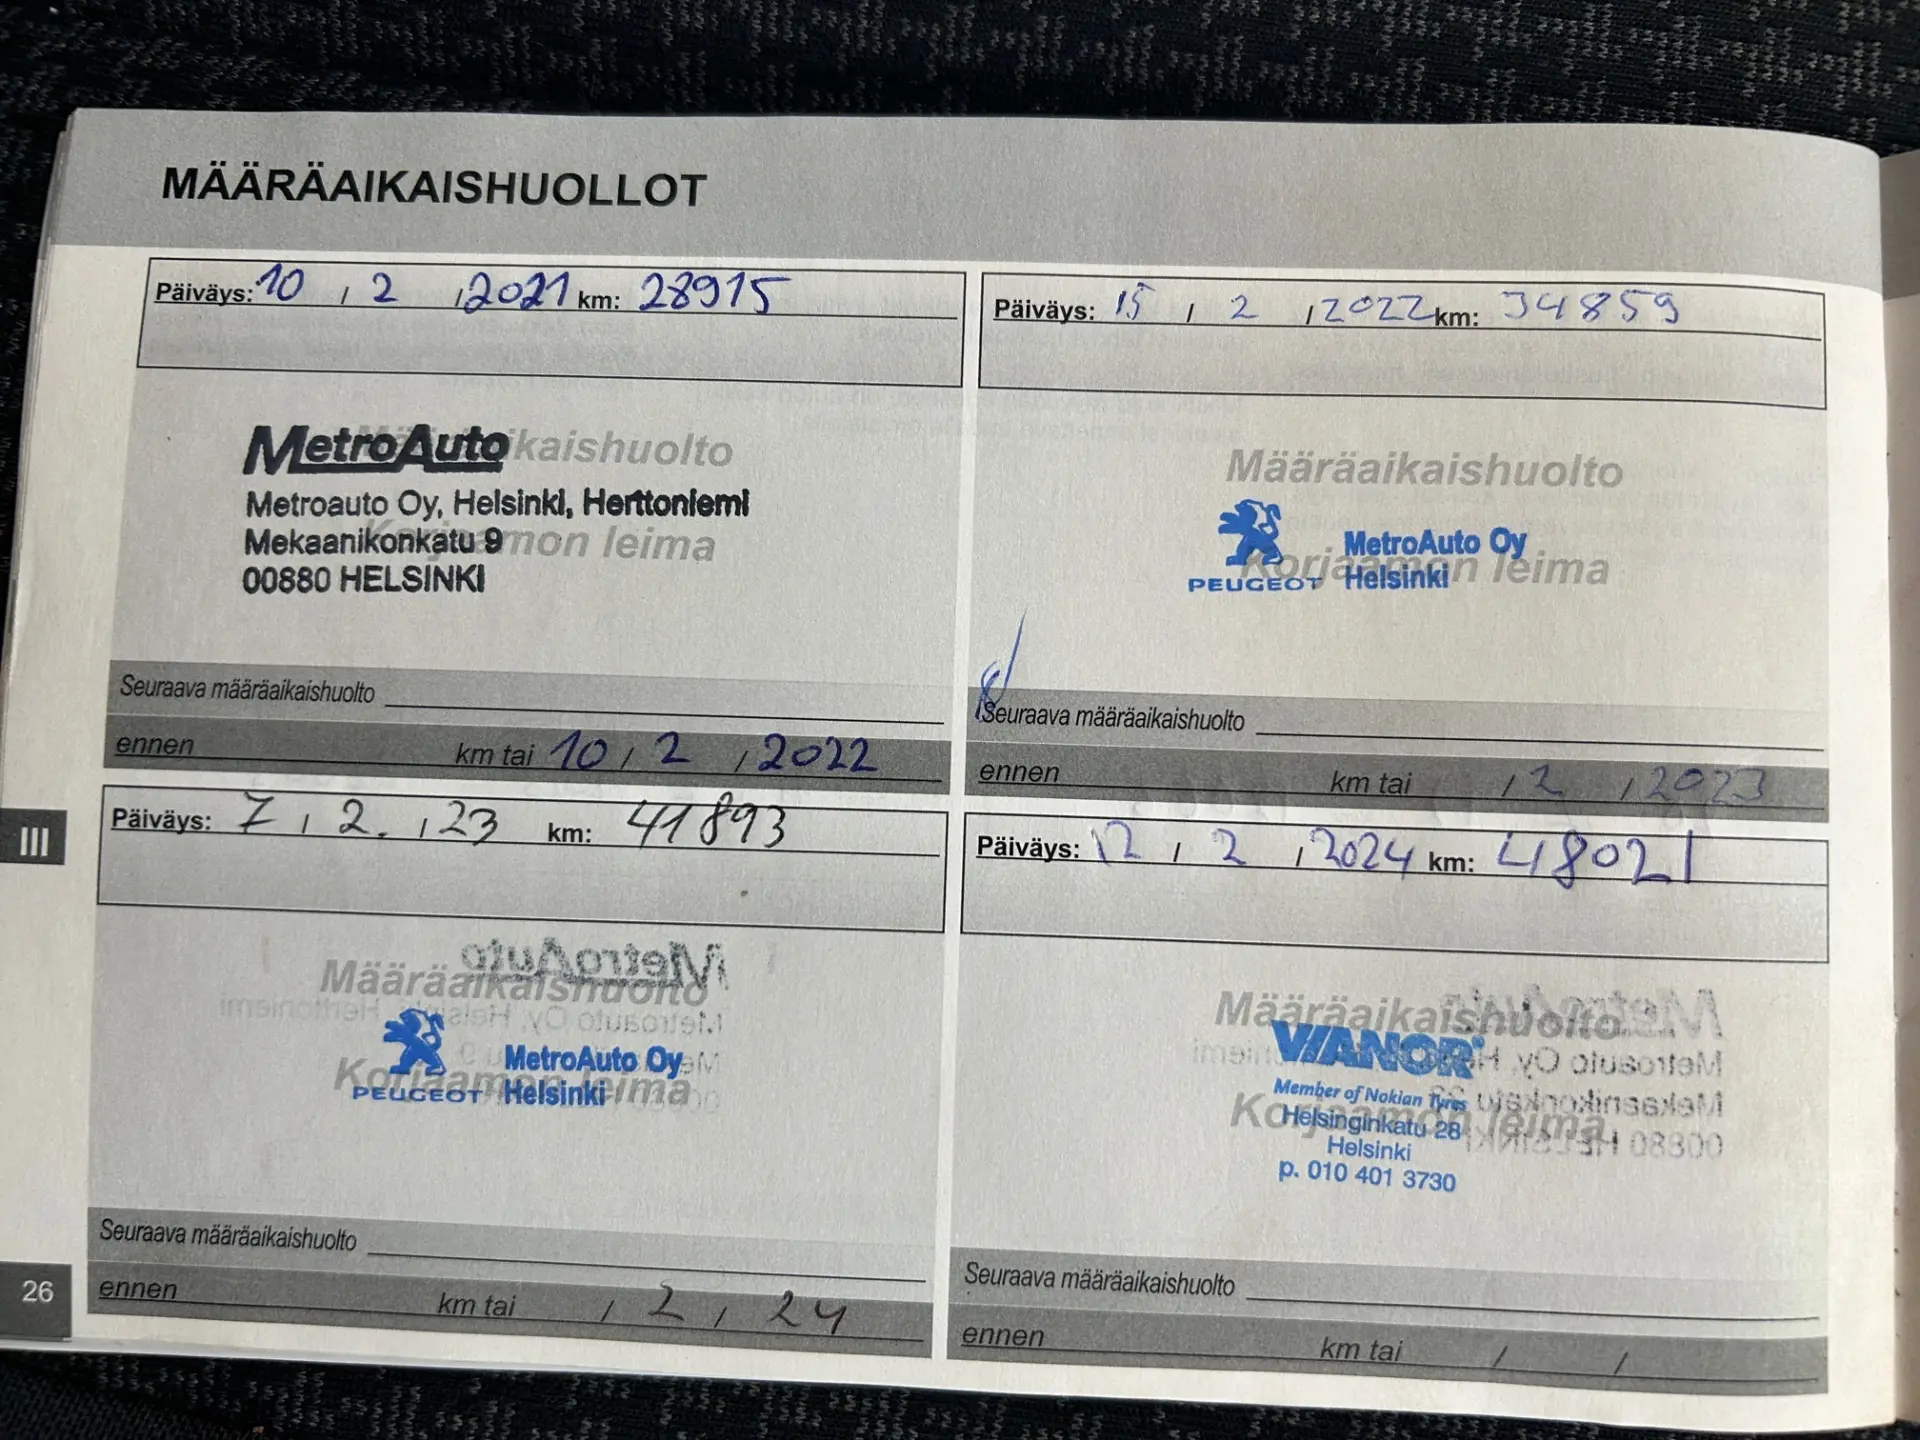 MÄÄRÄAIKAISHUOLLOT
Päiväys: 10 / 2 / 2021 km: 28915
Määräaikaishuolto
MetroAuto
Metroauto Oy, Helsinki, Herttoniemi
Korjaamon leima
Mekaanikonkatu 9
00880 HELSINKI
Seuraava määräaikaishuolto
ennen km tai 10 / 2 / 2022
Päiväys: 15 / 2 / 2022 km: 34859
Määräaikaishuolto
MetroAuto Oy
Korjaamon leima
PEUGEOT Helsinki
Seuraava määräaikaishuolto
ennen km tai / 2 / 2023
Päiväys: 7 / 2. / 23 km: 41893
Määräaikaishuolto
MetroAuto Oy
Korjaamon leima
PEUGEOT Helsinki
Seuraava määräaikaishuolto
ennen km tai / 2 / 24
Päiväys: 12 / 2 / 2024 km: 48021
Määräaikaishuolto
VIANOR
Member of Nokian Tyres
Korjaamon leima
Helsinginkatu 28
Helsinki
p. 010 401 3730
Seuraava määräaikaishuolto
ennen km tai / /
III
26